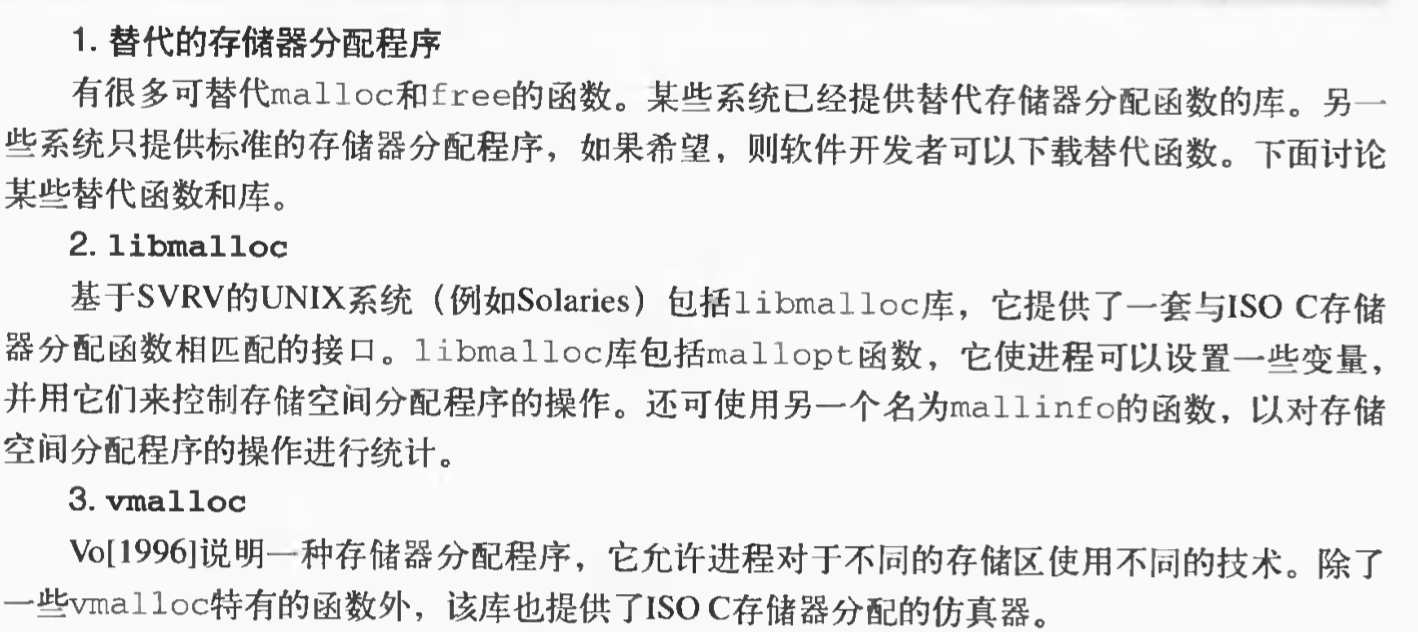 1. 替代的存储器分配程序
有很多可替代malloc和free的函数。某些系统已经提供替代存储器分配函数的库。另一
些系统只提供标准的存储器分配程序，如果希望，则软件开发者可以下载替代函数。下面讨论
某些替代函数和库。
2. libmalloc
基于SVRV的UNIX系统（例如Solaries）包括libmalloc库，它提供了一套与ISO C存储
器分配函数相匹配的接口。libmalloc库包括mallopt函数，它使进程可以设置一些变量，
并用它们来控制存储空间分配程序的操作。还可使用另一个名为mallinfo的函数，以对存储
空间分配程序的操作进行统计。
3. vmalloc
Vo[1996]说明一种存储器分配程序，它允许进程对于不同的存储区使用不同的技术。除了
一些vmalloc特有的函数外，该库也提供了ISO C存储器分配的仿真器。